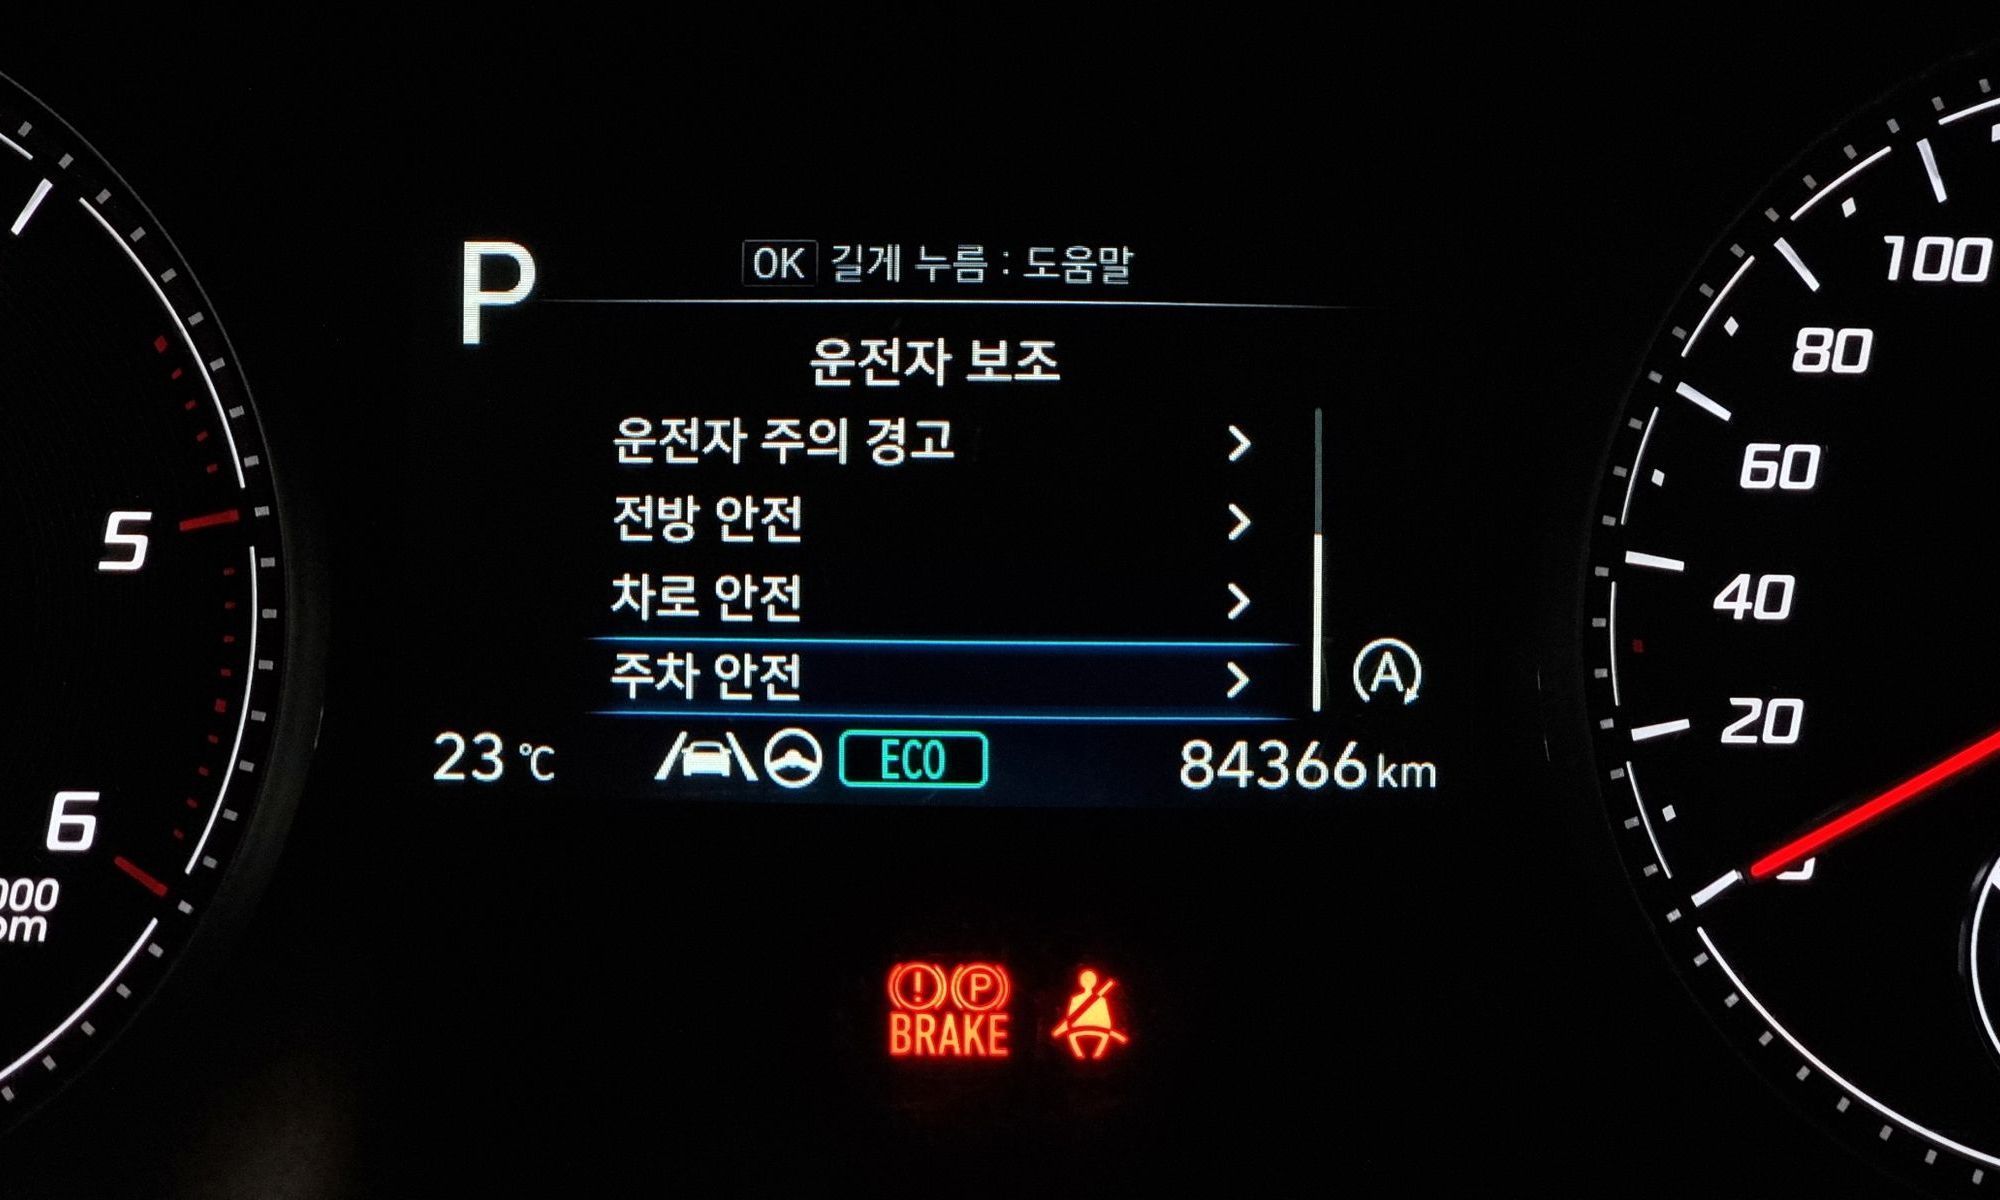 P
OK 길게 누름 : 도움말
운전자 보조
운전자 주의 경고
전방 안전
차로 안전
주차 안전
A
23 ℃
ECO
84366 km
5
6
100
80
60
40
20
! P
BRAKE